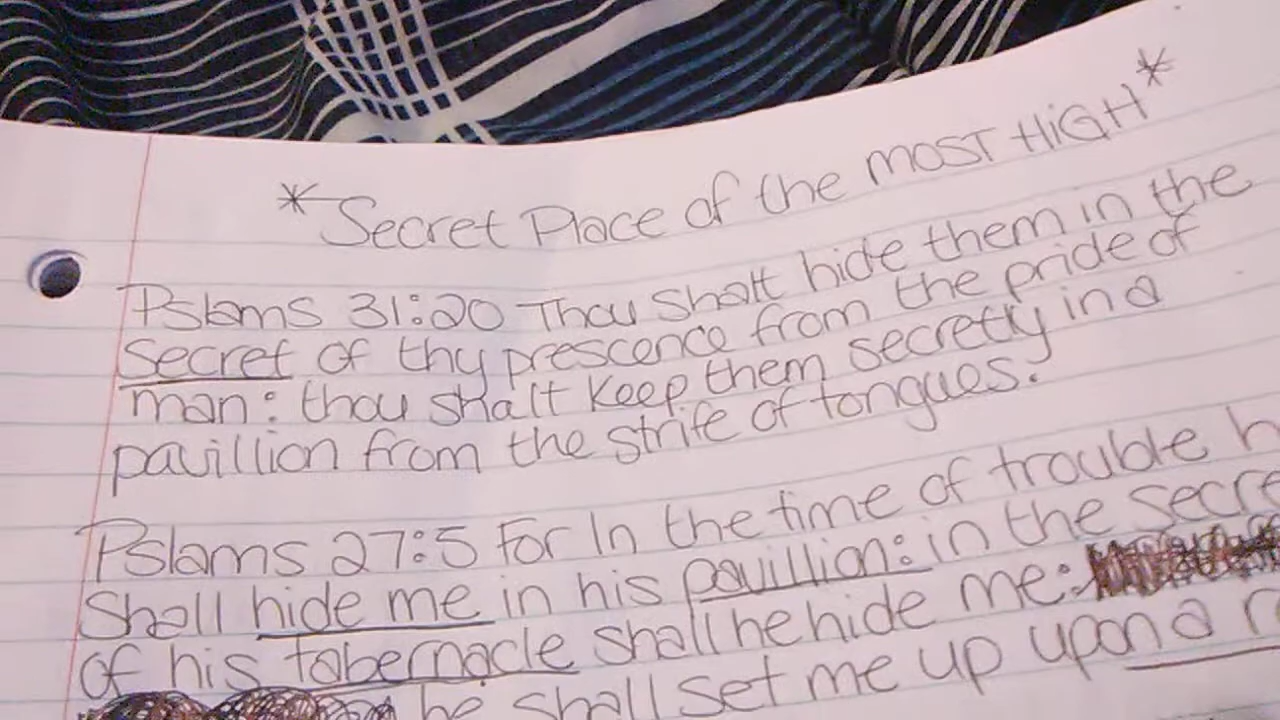 *Secret Place of the MOST HiGH*
Pslams 31:20 Thou Shalt hide them in the
Secret of thy prescence from the pride of
man: thou shalt keep them secretly in a
pavillion from the strife of tongues.
Pslams 27:5 For In the time of trouble h
Shall hide me in his pavillion: in the secre
of his tabernacle shall he hide me:
he shall set me up upon a r